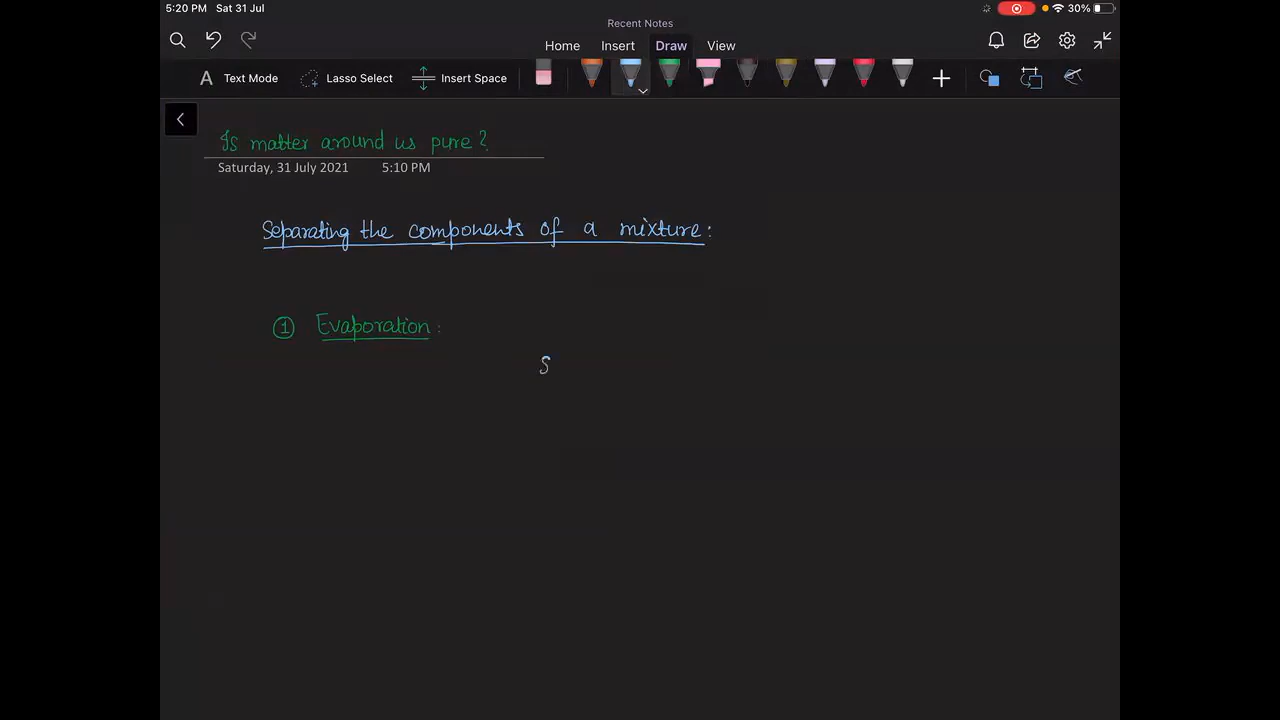 5:20 PM Sat 31 Jul 30%
Recent Notes
Home Insert Draw View
A Text Mode Lasso Select Insert Space
Is matter around us pure?
Saturday, 31 July 2021 5:10 PM
Separating the components of a mixture:
① Evaporation:
S